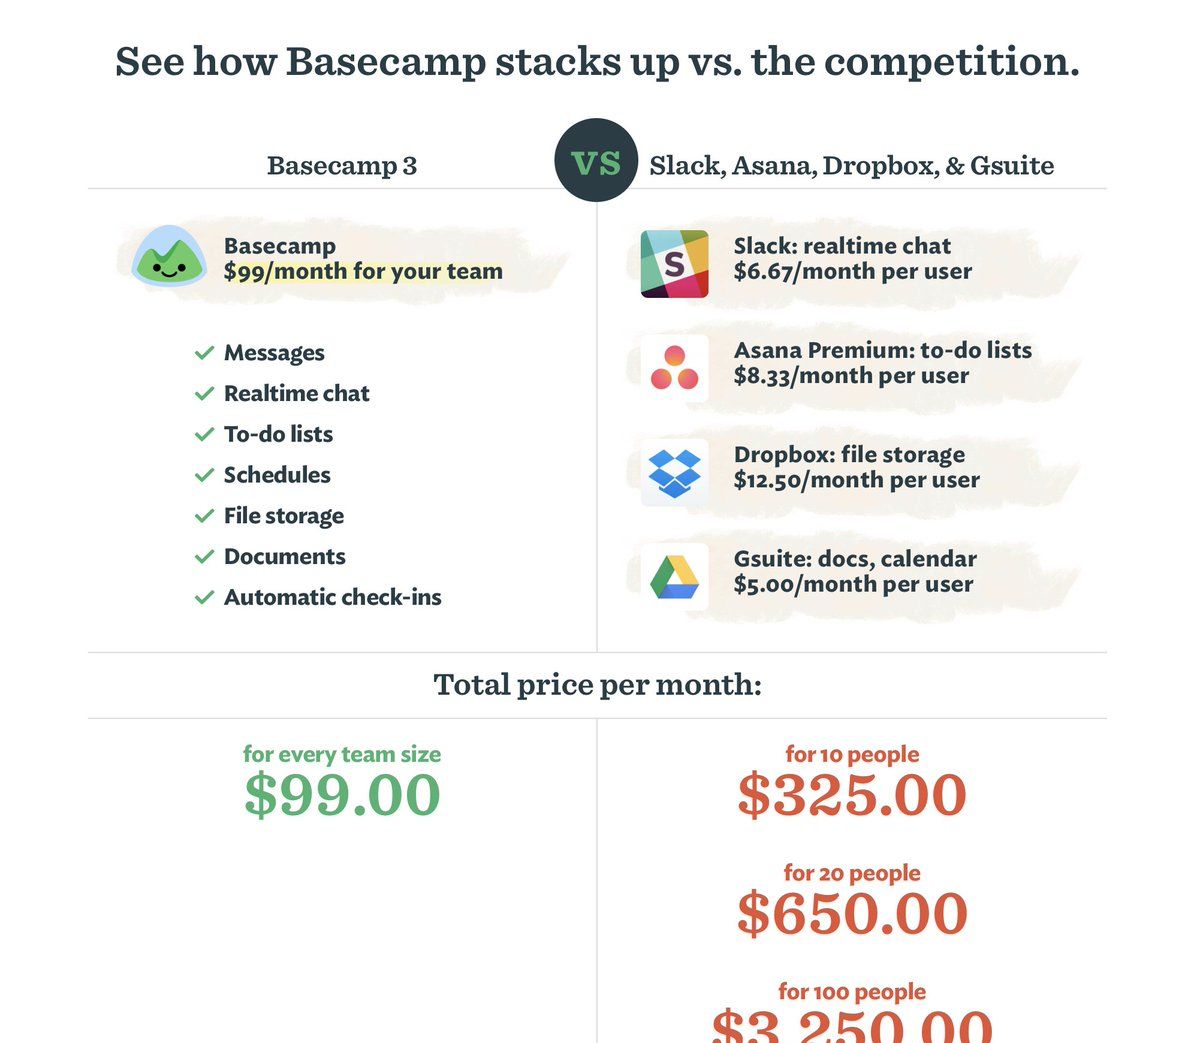 See how Basecamp stacks up vs. the competition.
Basecamp 3
VS
Slack, Asana, Dropbox, & Gsuite
Basecamp
$99/month for your team
Messages
Realtime chat
To-do lists
Schedules
File storage
Documents
Automatic check-ins
S
Slack: realtime chat
$6.67/month per user
Asana Premium: to-do lists
$8.33/month per user
Dropbox: file storage
$12.50/month per user
Gsuite: docs, calendar
$5.00/month per user
Total price per month:
for every team size
$99.00
for 10 people
$325.00
for 20 people
$650.00
for 100 people
$3,250.00